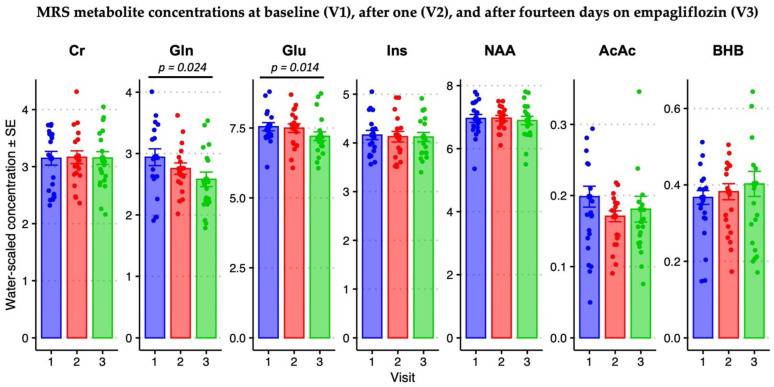 MRS metabolite concentrations at baseline (V1), after one (V2), and after fourteen days on empagliflozin (V3)
Cr Gln Glu Ins NAA AcAc BHB
p = 0.024 p = 0.014
Water-scaled concentration ± SE
4 3 2 1 0
4 3 2 1 0
7.5 5.0 2.5 0.0
5 4 3 2 1 0
8 6 4 2 0
0.3 0.2 0.1 0.0
0.6 0.4 0.2 0.0
1 2 3 1 2 3 1 2 3 1 2 3 1 2 3 1 2 3 1 2 3
Visit